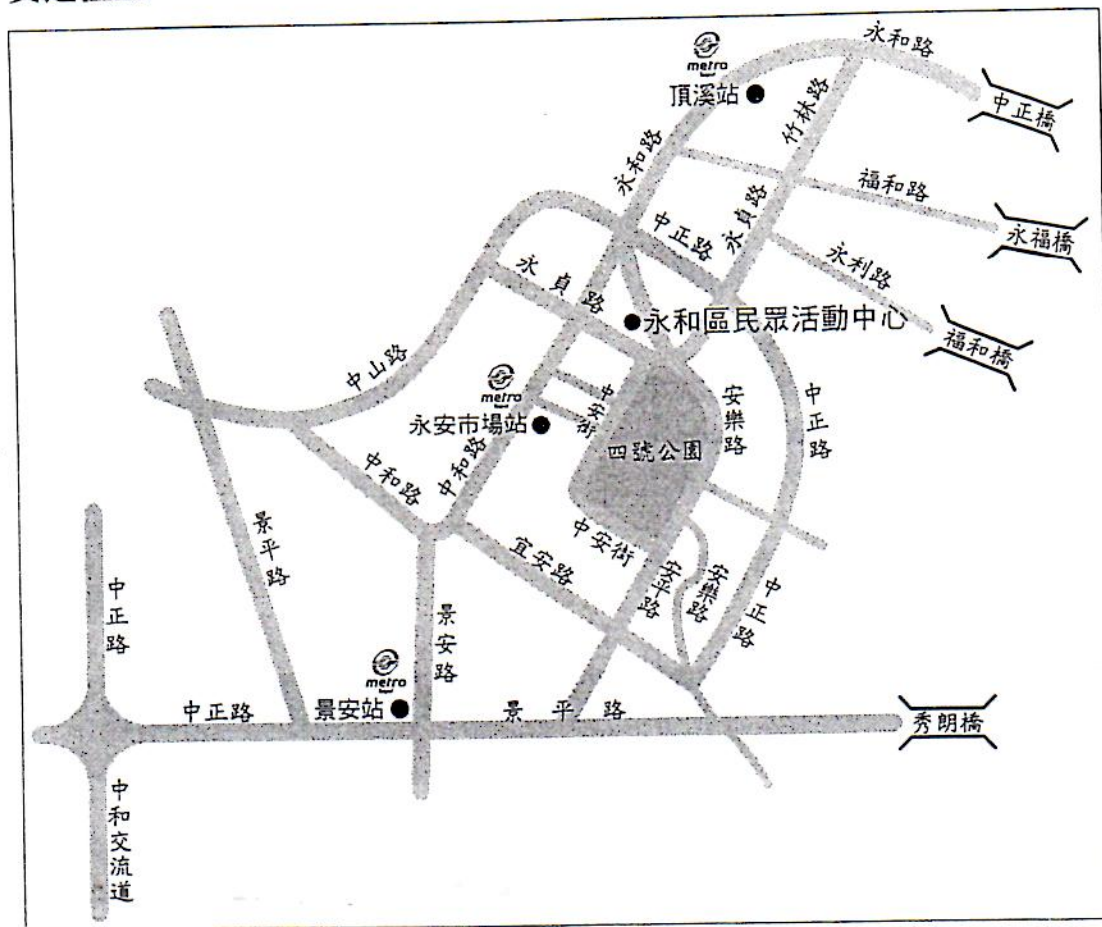 永和路
metro
頂溪站
中正橋
竹林路
永和路
福和路
永福橋
中正路
永貞路
永利路
福和橋
永貞路
永和區民眾活動中心
中山路
metro
永安市場站
中安街
安樂路
中正路
四號公園
中和路
中和路
中安街
宜安路
安平路
安樂路
中正路
景平路
中正路
景安路
metro
景安站
中正路
景平路
秀朗橋
中和交流道